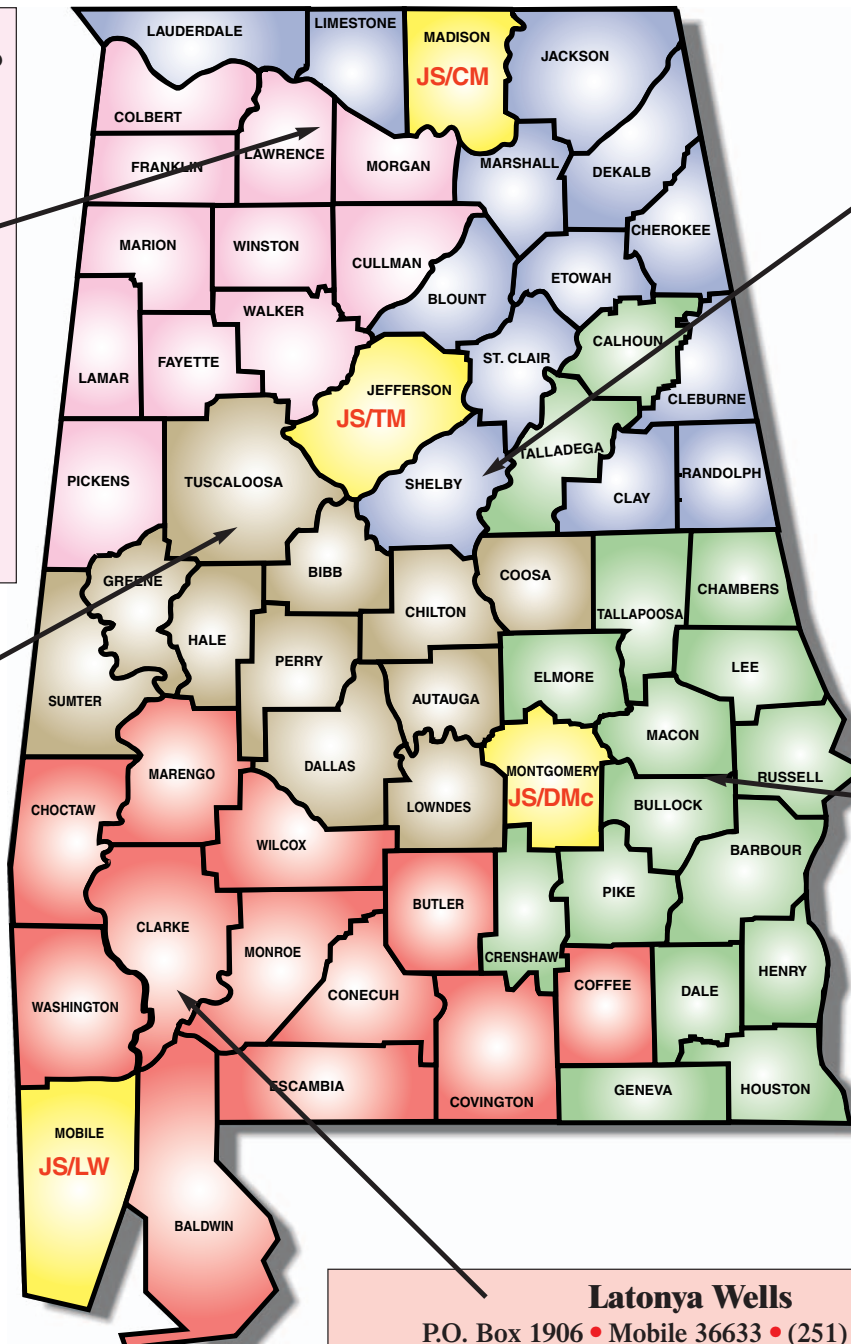 LAUDERDALE
LIMESTONE
MADISON
JS/CM
JACKSON
COLBERT
FRANKLIN
LAWRENCE
MORGAN
MARSHALL
DEKALB
CHEROKEE
MARION
WINSTON
CULLMAN
BLOUNT
ETOWAH
WALKER
LAMAR
FAYETTE
JEFFERSON
JS/TM
ST. CLAIR
CALHOUN
CLEBURNE
PICKENS
TUSCALOOSA
SHELBY
TALLADEGA
CLAY
RANDOLPH
GREENE
BIBB
COOSA
CHILTON
TALLAPOOSA
CHAMBERS
HALE
PERRY
ELMORE
LEE
SUMTER
AUTAUGA
MACON
MARENGO
DALLAS
MONTGOMERY
JS/DMc
RUSSELL
CHOCTAW
LOWNDES
BULLOCK
WILCOX
BARBOUR
CLARKE
BUTLER
PIKE
MONROE
CRENSHAW
WASHINGTON
CONECUH
COFFEE
DALE
HENRY
ESCAMBIA
COVINGTON
GENEVA
HOUSTON
MOBILE
JS/LW
BALDWIN
Latonya Wells
P.O. Box 1906 • Mobile 36633 • (251)